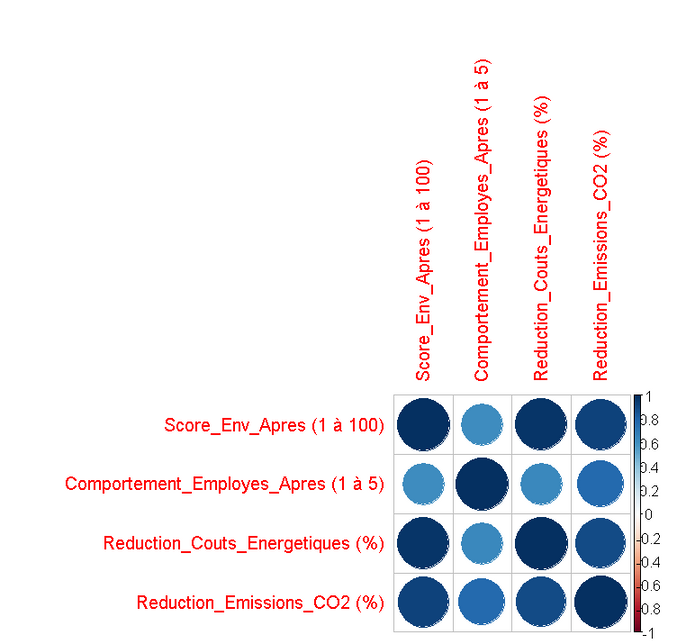 Score_Env_Apres (1 à 100)
Comportement_Employes_Apres (1 à 5)
Reduction_Couts_Energetiques (%)
Reduction_Emissions_CO2 (%)
Score_Env_Apres (1 à 100)
Comportement_Employes_Apres (1 à 5)
Reduction_Couts_Energetiques (%)
Reduction_Emissions_CO2 (%)
1
0.8
0.6
0.4
0.2
0
-0.2
-0.4
-0.6
-0.8
-1